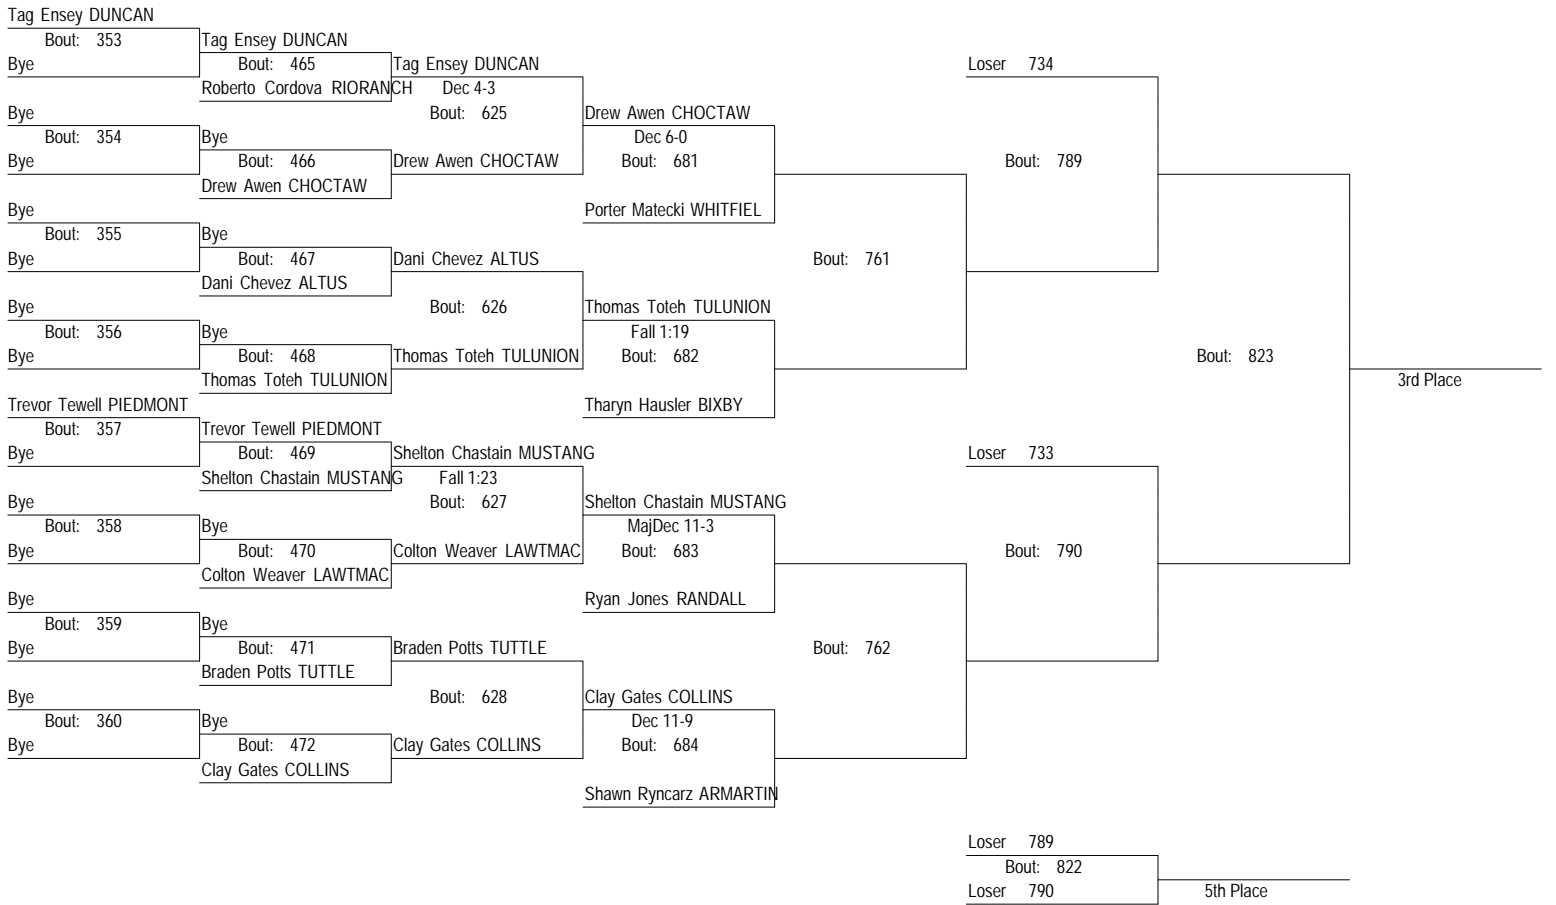 Tag Ensey DUNCAN
Bout: 353
Bye
Bye
Bout: 354
Bye
Bye
Bout: 355
Bye
Bye
Bout: 356
Bye
Trevor Tewell PIEDMONT
Bout: 357
Bye
Bye
Bout: 358
Bye
Bye
Bout: 359
Bye
Bye
Bout: 360
Bye
Tag Ensey DUNCAN
Bout: 465
Roberto Cordova RIORANCH
Bye
Bout: 466
Drew Awen CHOCTAW
Bye
Bout: 467
Dani Chevez ALTUS
Bye
Bout: 468
Thomas Toteh TULUNION
Trevor Tewell PIEDMONT
Bout: 469
Shelton Chastain MUSTANG
Bye
Bout: 470
Colton Weaver LAWTMAC
Bye
Bout: 471
Braden Potts TUTTLE
Bye
Bout: 472
Clay Gates COLLINS
Tag Ensey DUNCAN
Dec 4-3
Bout: 625
Drew Awen CHOCTAW
Dani Chevez ALTUS
Bout: 626
Thomas Toteh TULUNION
Shelton Chastain MUSTANG
Fall 1:23
Bout: 627
Colton Weaver LAWTMAC
Braden Potts TUTTLE
Bout: 628
Clay Gates COLLINS
Drew Awen CHOCTAW
Dec 6-0
Bout: 681
Porter Matecki WHITFIEL
Thomas Toteh TULUNION
Fall 1:19
Bout: 682
Tharyn Hausler BIXBY
Shelton Chastain MUSTANG
MajDec 11-3
Bout: 683
Ryan Jones RANDALL
Clay Gates COLLINS
Dec 11-9
Bout: 684
Shawn Ryncarz ARMARTIN
Bout: 761
Bout: 762
Loser 734
Bout: 789
Loser 733
Bout: 790
Bout: 823
3rd Place
Loser 789
Bout: 822
Loser 790
5th Place